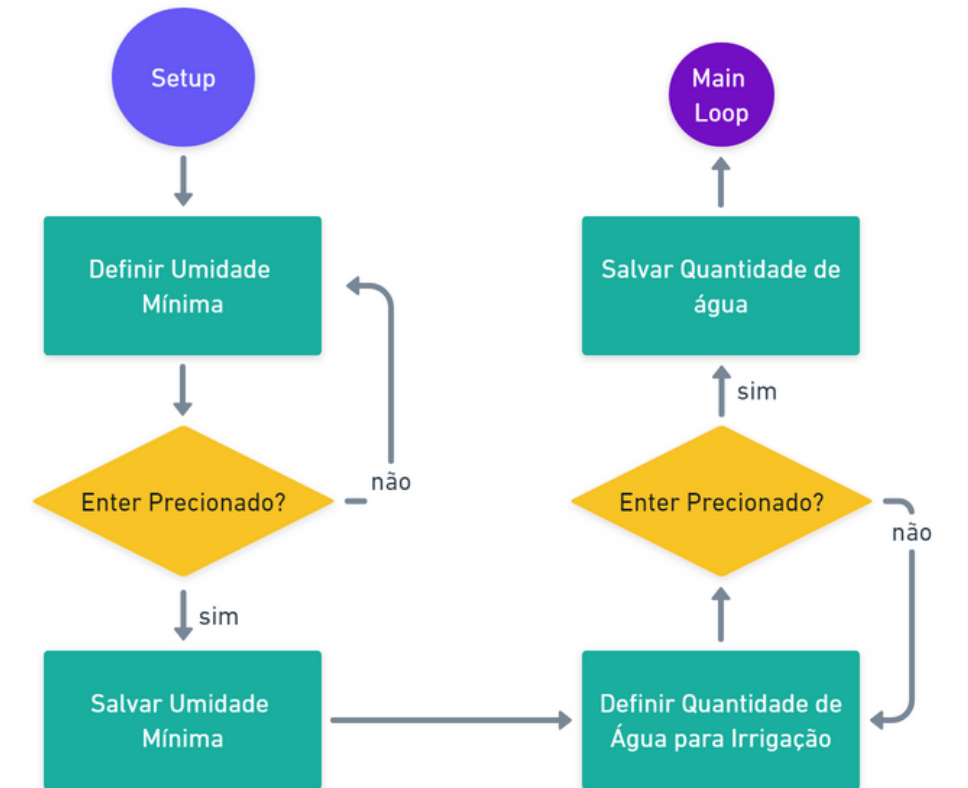 Setup
Definir Umidade
Mínima
Enter Precionado?
não
sim
Salvar Umidade
Mínima
Definir Quantidade de
Água para Irrigação
Enter Precionado?
não
sim
Salvar Quantidade de
água
Main
Loop